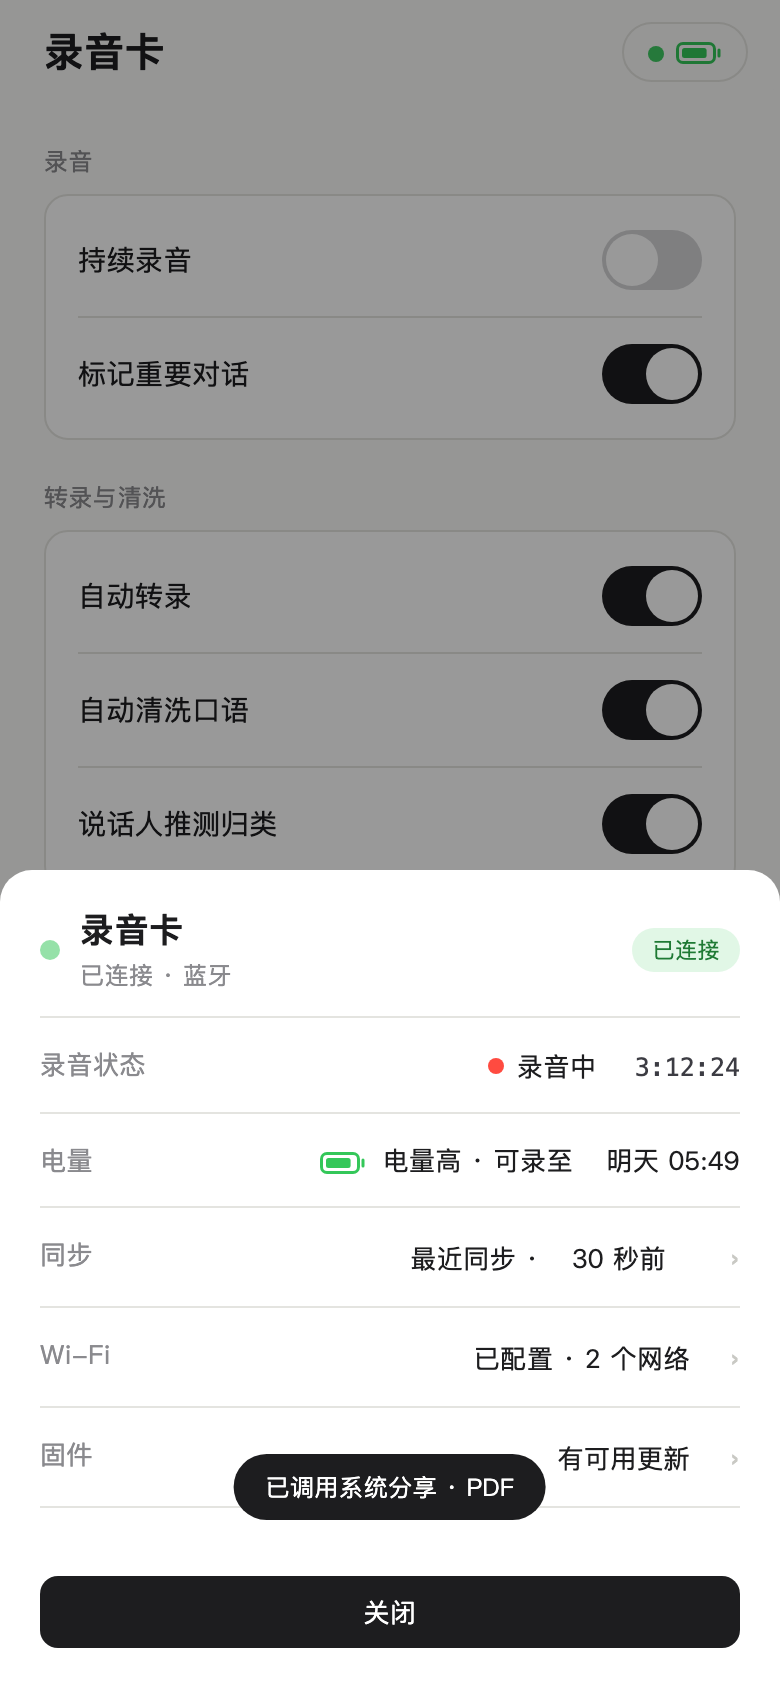 录音卡
录音
持续录音
标记重要对话
转录与清洗
自动转录
自动清洗口语
说话人推测归类
录音卡
已连接 · 蓝牙
已连接
录音状态 录音中 3:12:24
电量 电量高 · 可录至 明天 05:49
同步 最近同步 · 30 秒前 ›
Wi–Fi 已配置 · 2 个网络 ›
固件 有可用更新 ›
已调用系统分享 · PDF
关闭